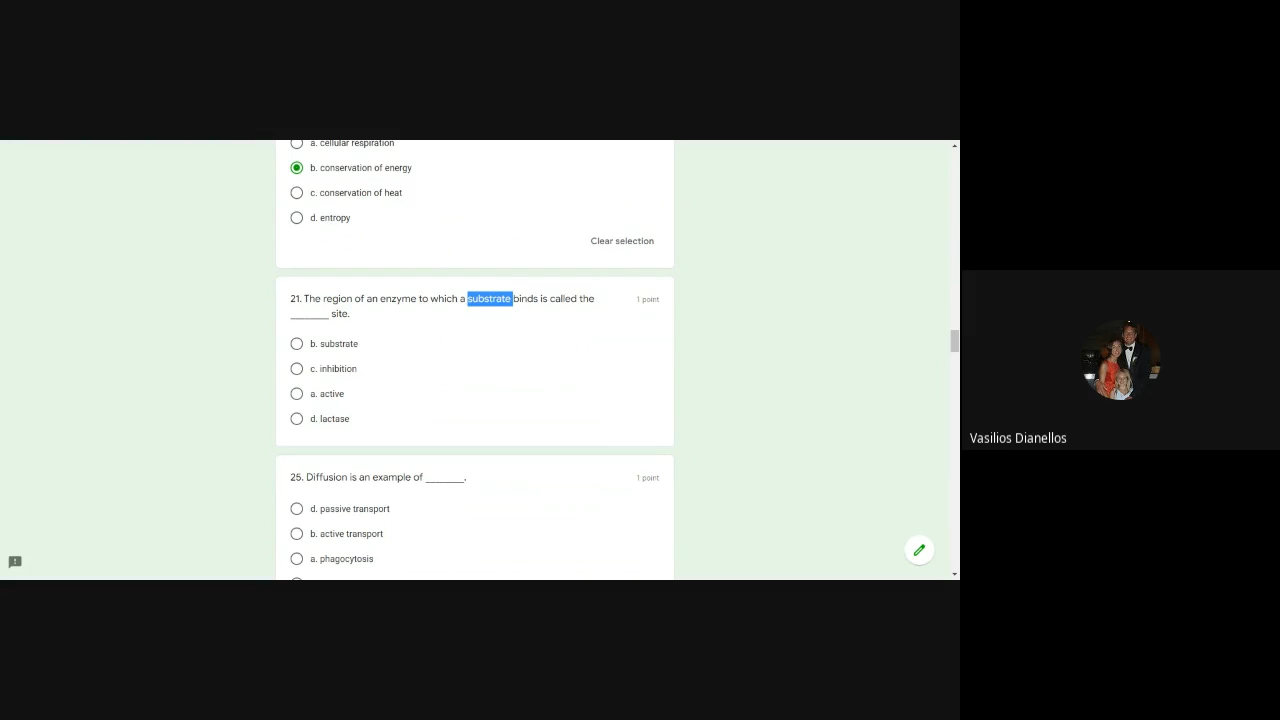 a. cellular respiration
b. conservation of energy
c. conservation of heat
d. entropy
Clear selection
21. The region of an enzyme to which a substrate binds is called the
_______ site.
1 point
b. substrate
c. inhibition
a. active
d. lactase
25. Diffusion is an example of _______.
1 point
d. passive transport
b. active transport
a. phagocytosis
Vasilios Dianellos